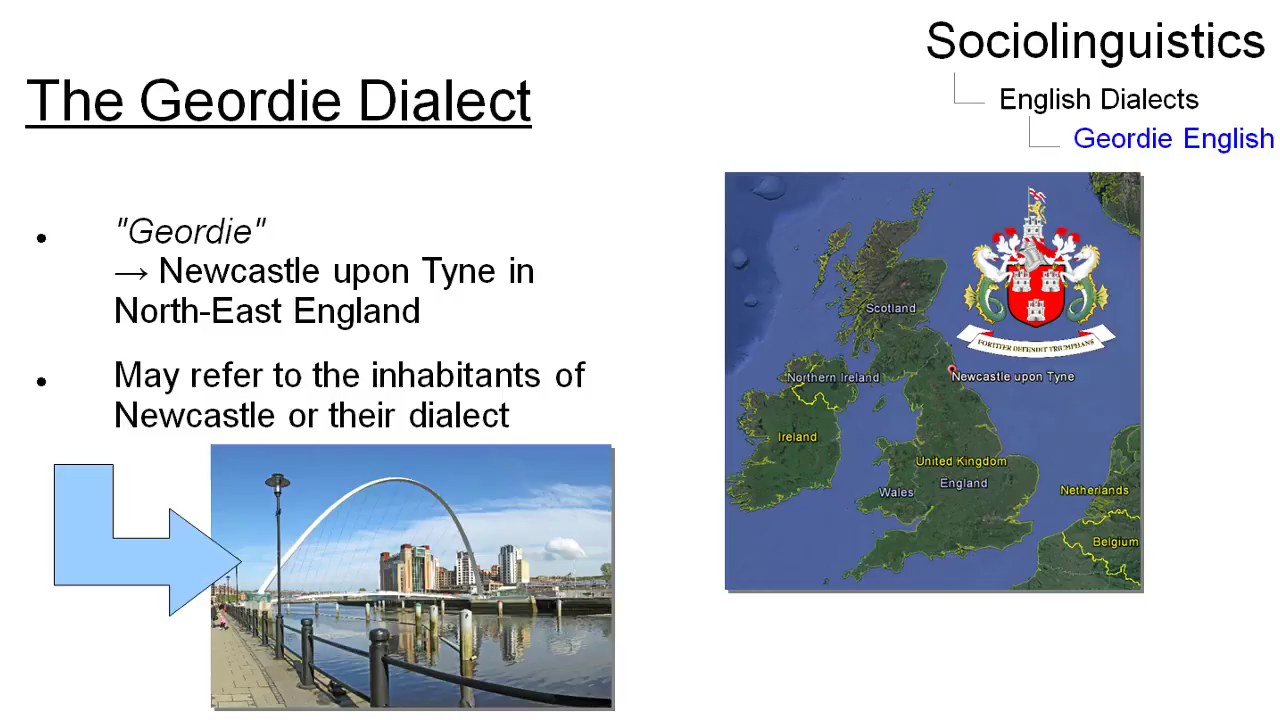 Sociolinguistics
English Dialects
Geordie English
The Geordie Dialect
• "Geordie"
→ Newcastle upon Tyne in
North-East England
• May refer to the inhabitants of
Newcastle or their dialect
FORTITER DEFENDIT TRIUMPHANS
Scotland
Northern Ireland
Newcastle upon Tyne
Ireland
United Kingdom
England
Wales
Netherlands
Belgium